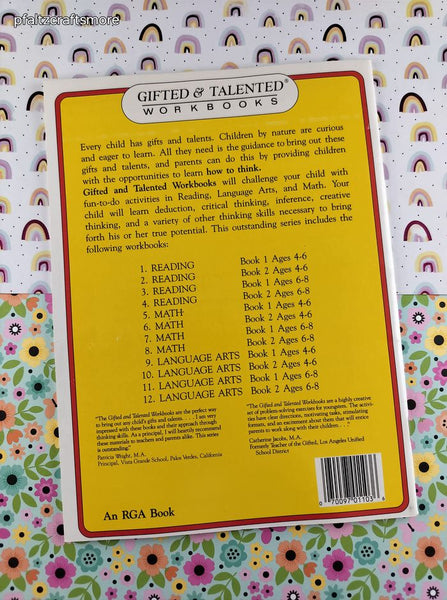 pfaltzcraftsmore
GIFTED & TALENTED®
WORKBOOKS
Every child has gifts and talents. Children by nature are curious
and eager to learn. All they need is the guidance to bring out these
gifts and talents, and parents can do this by providing children
with the opportunities to learn how to think.
Gifted and Talented Workbooks will challenge your child with
fun-to-do activities in Reading, Language Arts, and Math. Your
child will learn deduction, critical thinking, inference, creative
thinking, and a variety of other thinking skills necessary to bring
forth his or her true potential. This outstanding series includes the
following workbooks:
1. READING Book 1 Ages 4-6
2. READING Book 2 Ages 4-6
3. READING Book 1 Ages 6-8
4. READING Book 2 Ages 6-8
5. MATH Book 1 Ages 4-6
6. MATH Book 2 Ages 4-6
7. MATH Book 1 Ages 6-8
8. MATH Book 2 Ages 6-8
9. LANGUAGE ARTS Book 1 Ages 4-6
10. LANGUAGE ARTS Book 2 Ages 4-6
11. LANGUAGE ARTS Book 1 Ages 6-8
12. LANGUAGE ARTS Book 2 Ages 6-8
"The Gifted and Talented Workbooks are the perfect way
to bring out any child's gifts and talents. . . . I am very
impressed with these books and their approach through
thinking skills. As a principal, I will heartily recommend
these materials to teachers and parents alike. This series
is outstanding."
Patricia Wright, M.A.
Principal, Vista Grande School, Palos Verdes, California
"The Gifted and Talented Workbooks are a highly creative
set of problem-solving exercises for youngsters. The activi-
ties have clear directions, motivating tasks, stimulating
formats, and an excitement about them that will entice
parents to work along with their children. . . ."
Catherine Jacobs, M.A.
Formerly Teacher of the Gifted, Los Angeles Unified
School District
An RGA Book
0 70097 01103 6